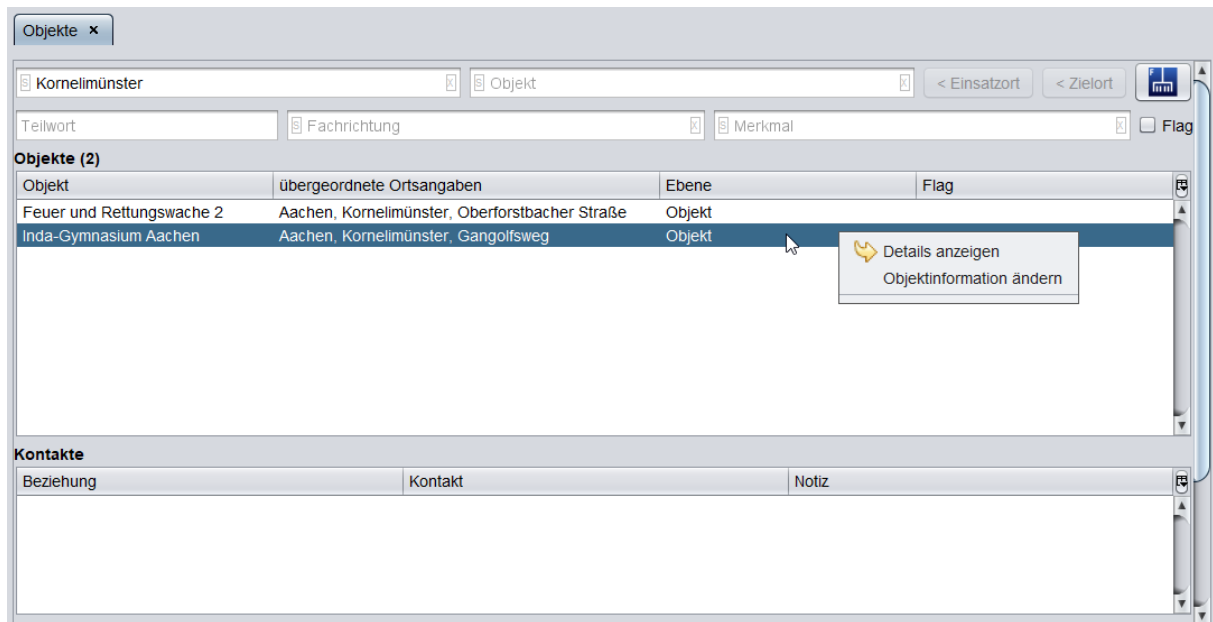 Objekte ×
S Kornelimünster X S Objekt X < Einsatzort < Zielort
Teilwort S Fachrichtung X S Merkmal X Flag
Objekte (2)
Objekt übergeordnete Ortsangaben Ebene Flag
Feuer und Rettungswache 2 Aachen, Kornelimünster, Oberforstbacher Straße Objekt
Inda-Gymnasium Aachen Aachen, Kornelimünster, Gangolfsweg Objekt
Details anzeigen
Objektinformation ändern
Kontakte
Beziehung Kontakt Notiz